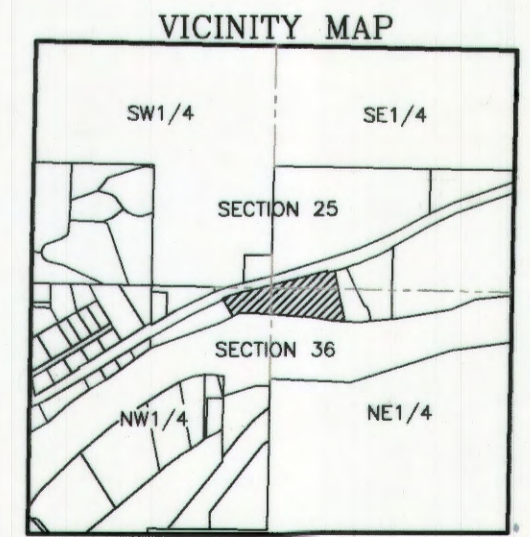 VICINITY MAP
SW1/4
SE1/4
SECTION 25
SECTION 36
NW1/4
NE1/4